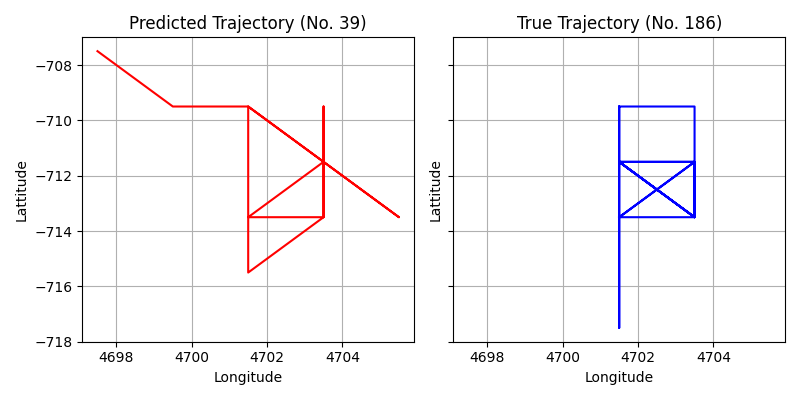 Predicted Trajectory (No. 39)
True Trajectory (No. 186)
Lattitude
−708
−710
−712
−714
−716
−718
4698
4700
4702
4704
Longitude
Lattitude
4698
4700
4702
4704
Longitude